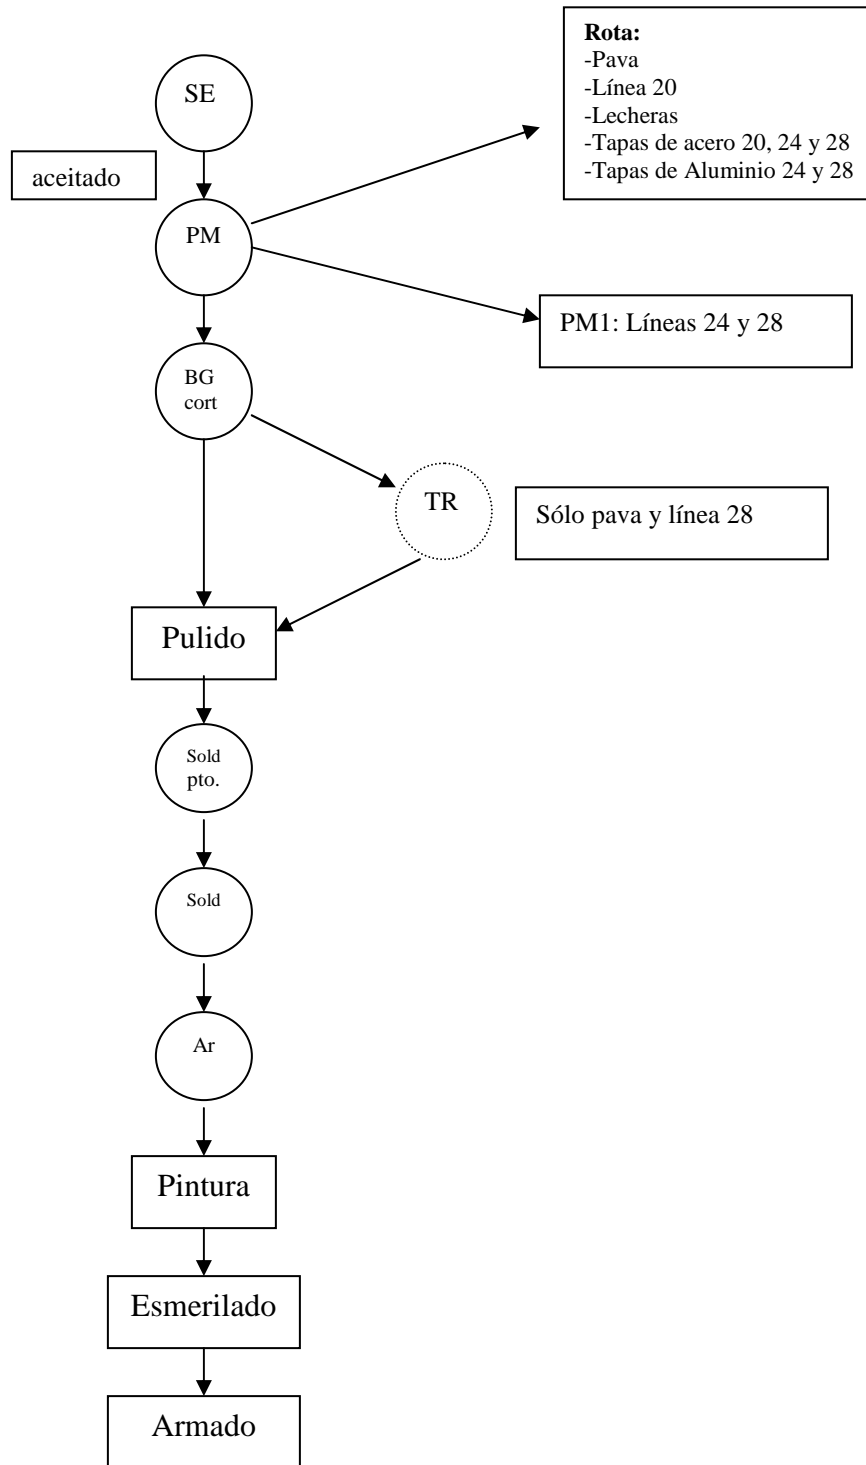 SE
Rota:
-Pava
-Línea 20
-Lecheras
-Tapas de acero 20, 24 y 28
-Tapas de Aluminio 24 y 28
aceitado
PM
PM1: Líneas 24 y 28
BG
cort
TR
Sólo pava y línea 28
Pulido
Sold
pto.
Sold
Ar
Pintura
Esmerilado
Armado